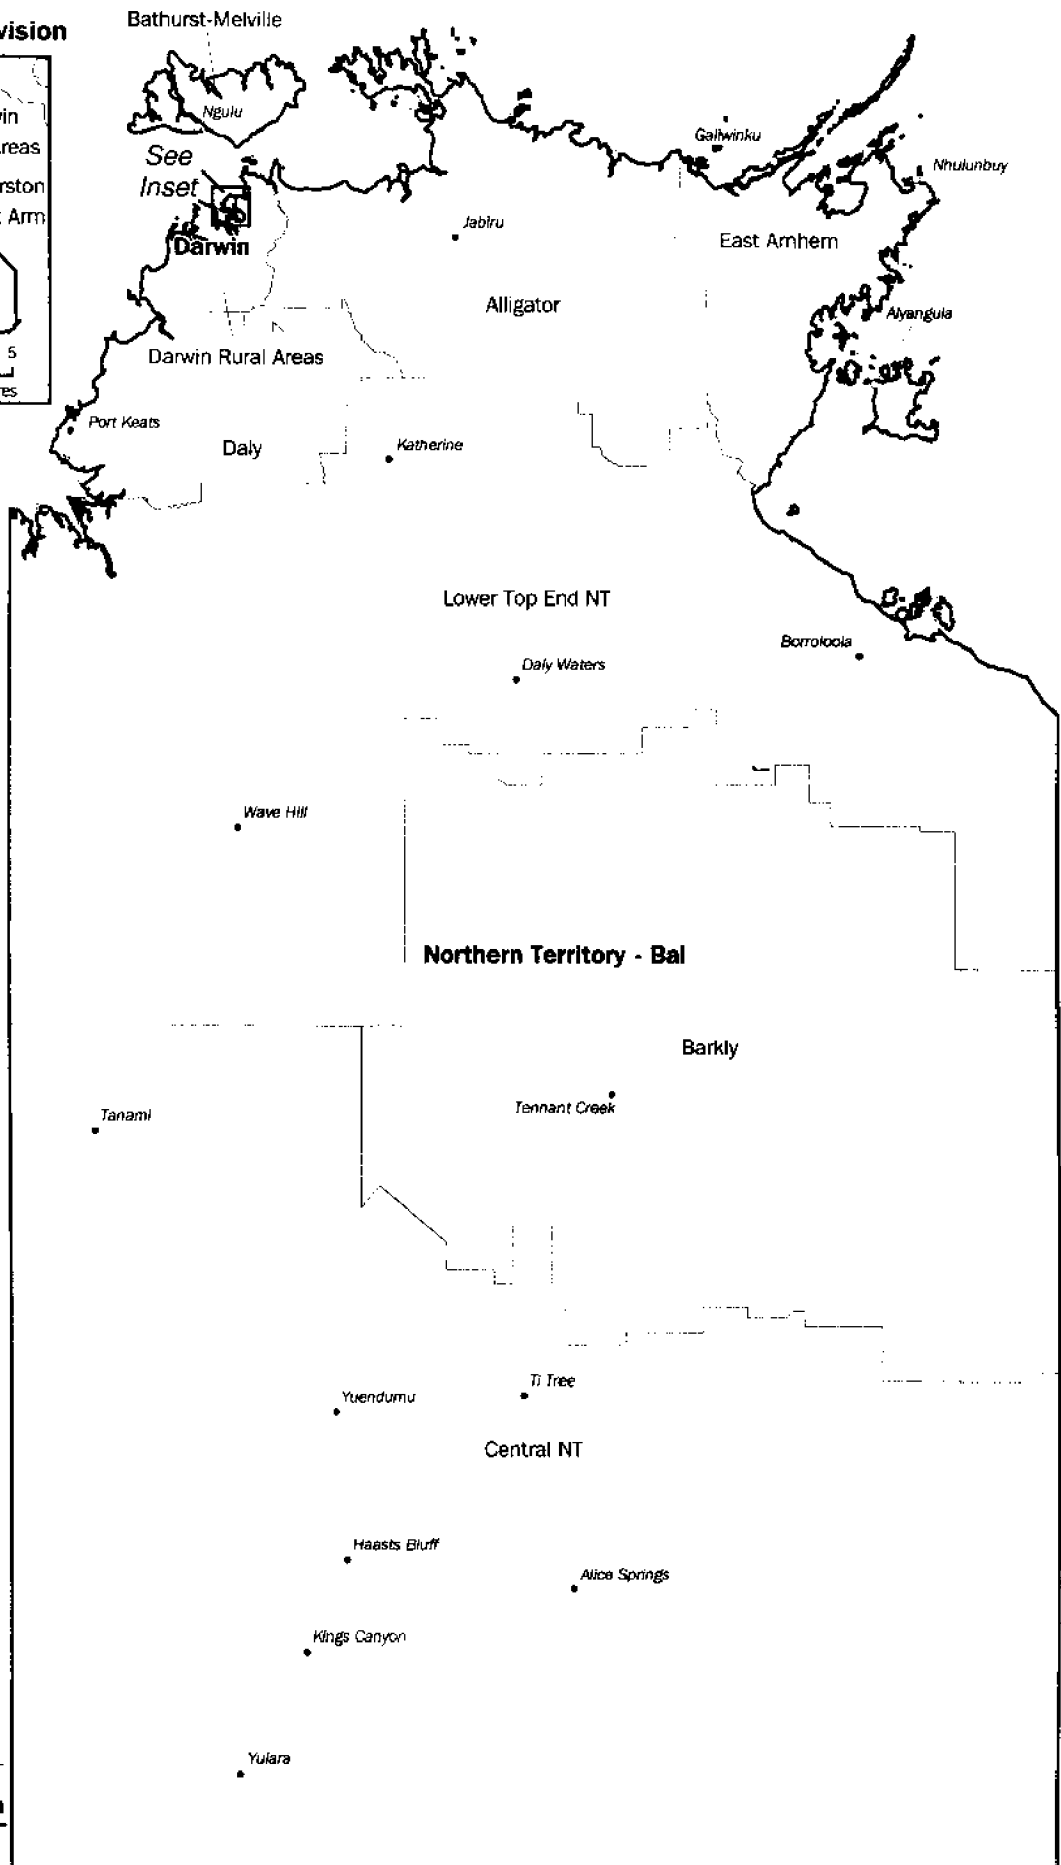 Bathurst-Melville
vision
Ngulu
Galiwinku
See
Inset
Nhulunbuy
Jabiru
East Arnhem
Darwin
Alligator
Alyangula
5
Darwin Rural Areas
Port Keats
Daly
Katherine
Lower Top End NT
Borroloola
Daly Waters
Wave Hill
Northern Territory - Bal
Barkly
Tennant Creek
Tanami
Ti Tree
Yuendumu
Central NT
Haasts Bluff
Alice Springs
Kings Canyon
Yulara